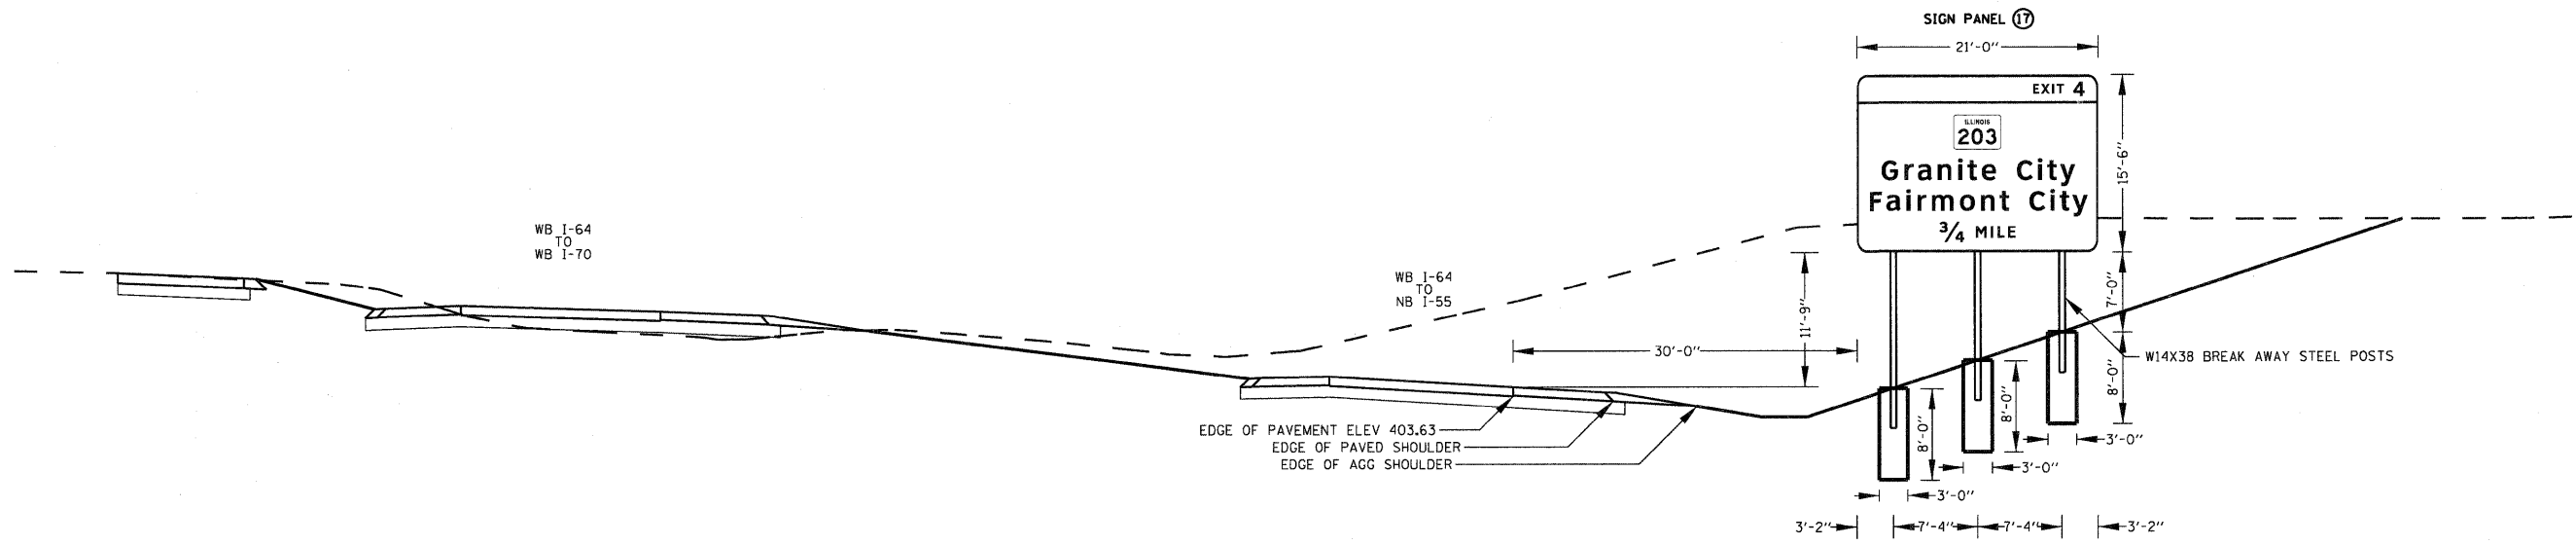 SIGN PANEL 17
21'-0"
EXIT 4
ILLINOIS
203
Granite City
Fairmont City
3/4 MILE
15'-6"
WB I-64
TO
WB I-70
WB I-64
TO
NB I-55
11'-9"
7'-0"
30'-0"
W14X38 BREAK AWAY STEEL POSTS
8'-0"
8'-0"
8'-0"
EDGE OF PAVEMENT ELEV 403.63
EDGE OF PAVED SHOULDER
EDGE OF AGG SHOULDER
3'-0"
3'-0"
3'-0"
3'-2" 7'-4" 7'-4" 3'-2"